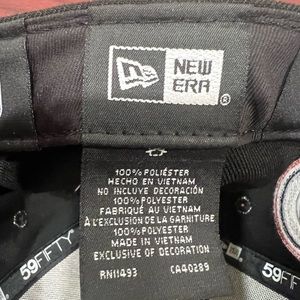 NEW
ERA®
100% POLIÉSTER
HECHO EN VIETNAM
NO INCLUYE DECORACIÓN
100% POLYESTER
FABRIQUÉ AU VIETNAM
À L'EXCLUSION DE LA GARNITURE
100% POLYESTER
MADE IN VIETNAM
EXCLUSIVE OF DECORATION
RN11493 CA40289
59FIFTY
59FIFTY